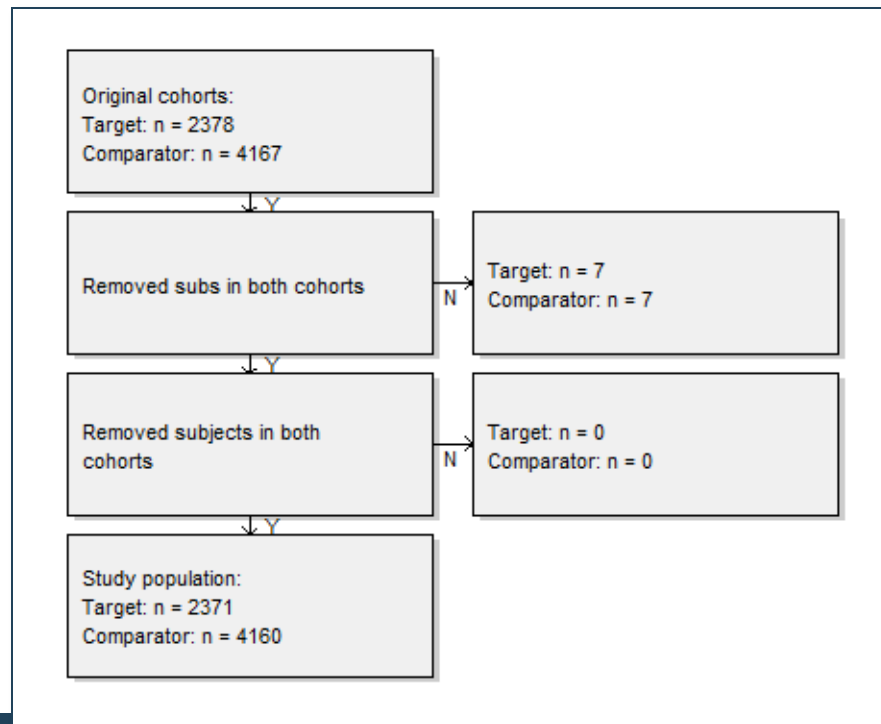 Original cohorts:
Target: n = 2378
Comparator: n = 4167
Y
Removed subs in both cohorts
N
Target: n = 7
Comparator: n = 7
Y
Removed subjects in both
cohorts
N
Target: n = 0
Comparator: n = 0
Y
Study population:
Target: n = 2371
Comparator: n = 4160